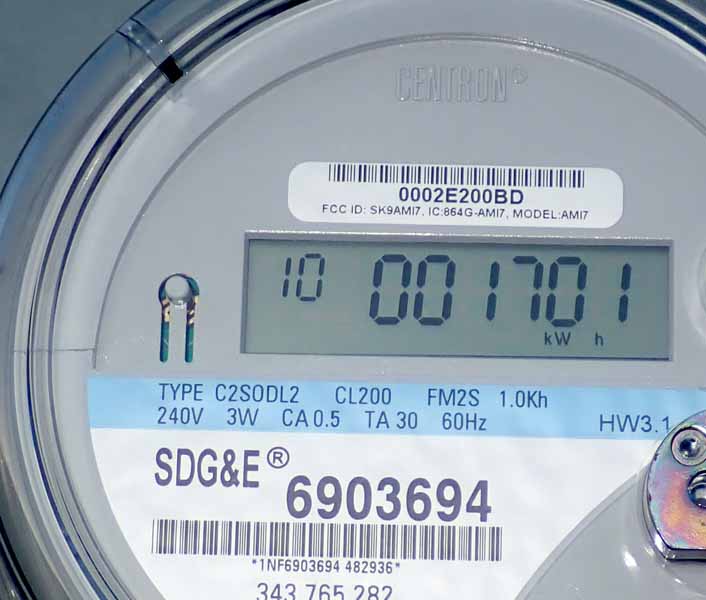 CENTRON®
0002E200BD
FCC ID: SK9AMI7, IC:864G-AMI7, MODEL:AMI7
10 001701
kW h
TYPE C2SODL2 CL200 FM2S 1.0Kh
240V 3W CA 0.5 TA 30 60Hz HW3.1
SDG&E® 6903694
*1NF6903694 482936*
343 765 282